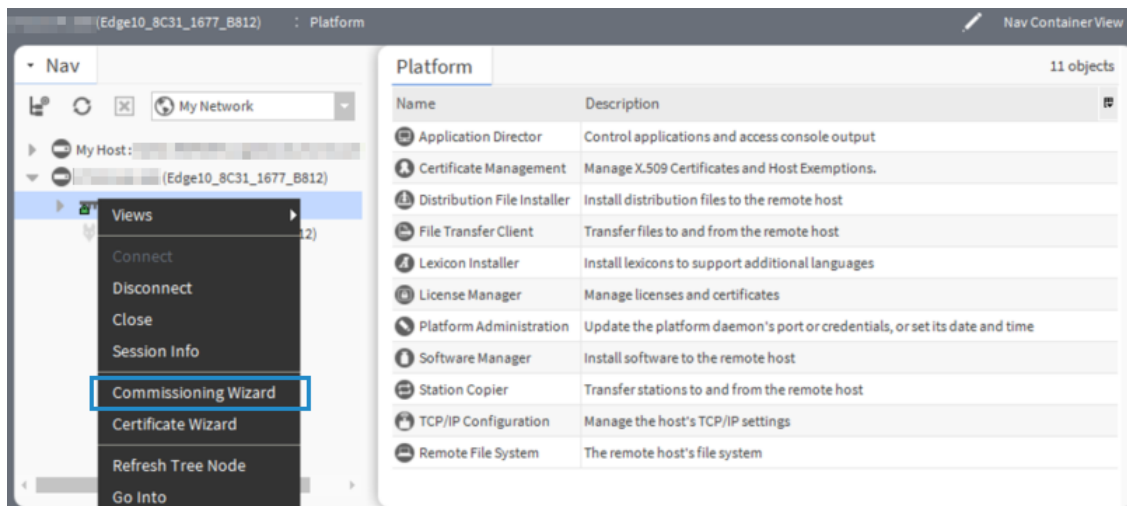 (Edge10_8C31_1677_B812) : Platform Nav Container View
Nav
My Network
My Host :
(Edge10_8C31_1677_B812)
12)
Views
Connect
Disconnect
Close
Session Info
Commissioning Wizard
Certificate Wizard
Refresh Tree Node
Go Into
Platform 11 objects
Name Description
Application Director Control applications and access console output
Certificate Management Manage X.509 Certificates and Host Exemptions.
Distribution File Installer Install distribution files to the remote host
File Transfer Client Transfer files to and from the remote host
Lexicon Installer Install lexicons to support additional languages
License Manager Manage licenses and certificates
Platform Administration Update the platform daemon's port or credentials, or set its date and time
Software Manager Install software to the remote host
Station Copier Transfer stations to and from the remote host
TCP/IP Configuration Manage the host's TCP/IP settings
Remote File System The remote host's file system